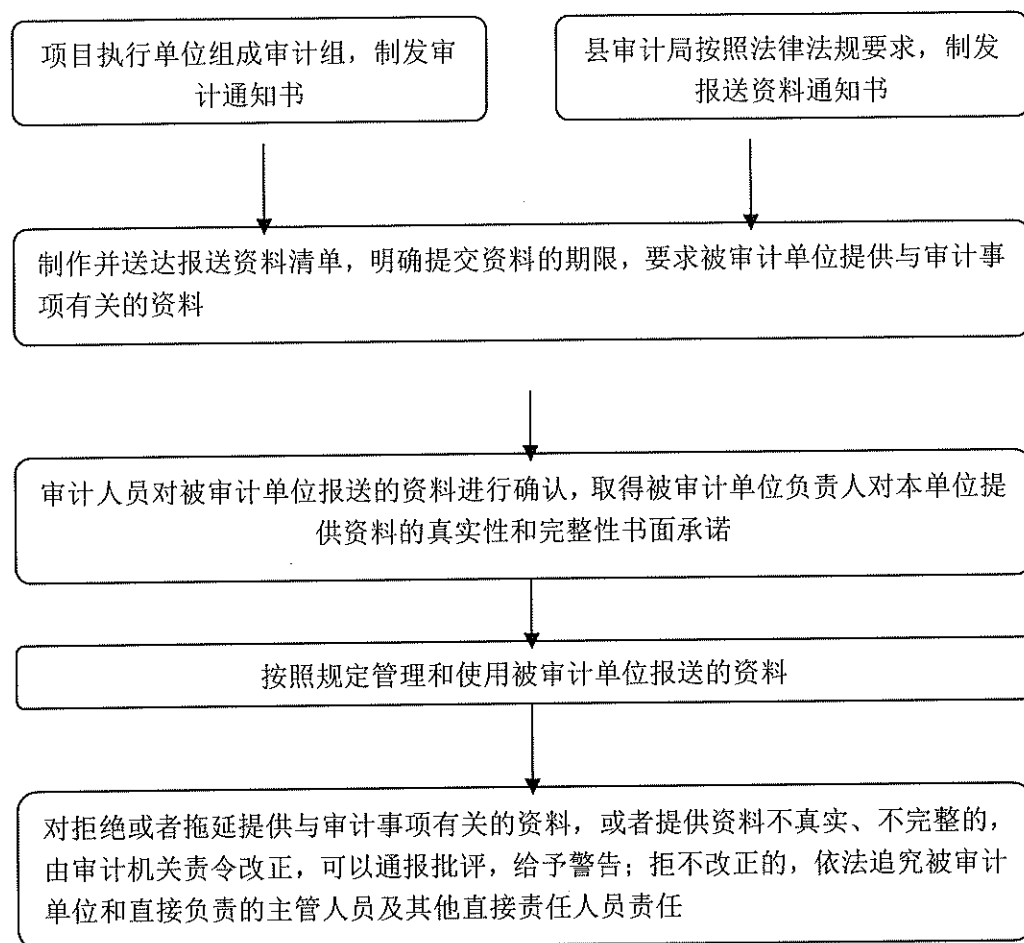 项目执行单位组成审计组，制发审
计通知书
县审计局按照法律法规要求，制发
报送资料通知书
制作并送达报送资料清单，明确提交资料的期限，要求被审计单位提供与审计事
项有关的资料
审计人员对被审计单位报送的资料进行确认，取得被审计单位负责人对本单位提
供资料的真实性和完整性书面承诺
按照规定管理和使用被审计单位报送的资料
对拒绝或者拖延提供与审计事项有关的资料，或者提供资料不真实、不完整的，
由审计机关责令改正，可以通报批评，给予警告；拒不改正的，依法追究被审计
单位和直接负责的主管人员及其他直接责任人员责任